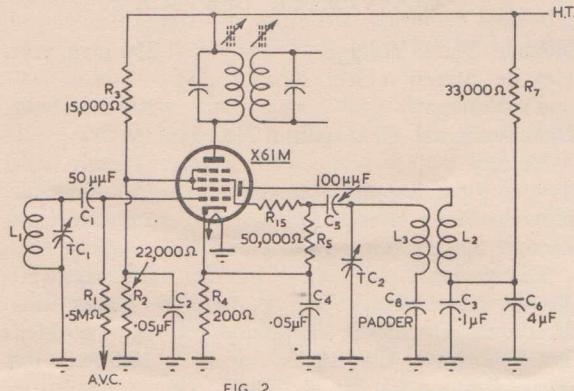 H.T.
R3
15,000Ω
R7
33,000Ω
X61M
50μμF
C1
100μμF
C5
R15
50,000Ω
R5
L1
TC1
L3
L2
22,000Ω
R1
.5MΩ
R2
C2
.05μF
R4
200Ω
C4
.05μF
TC2
C8
PADDER
C3
.1μF
C6
4μF
A.V.C.
FIG. 2